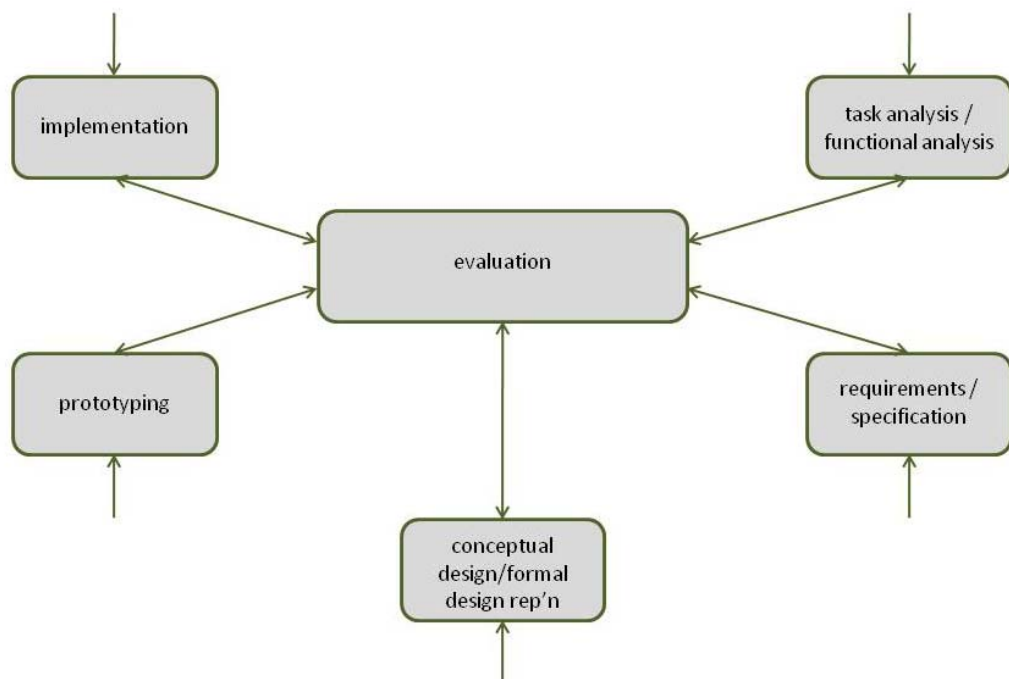 implementation
task analysis /
functional analysis
evaluation
prototyping
requirements /
specification
conceptual
design/formal
design rep’n